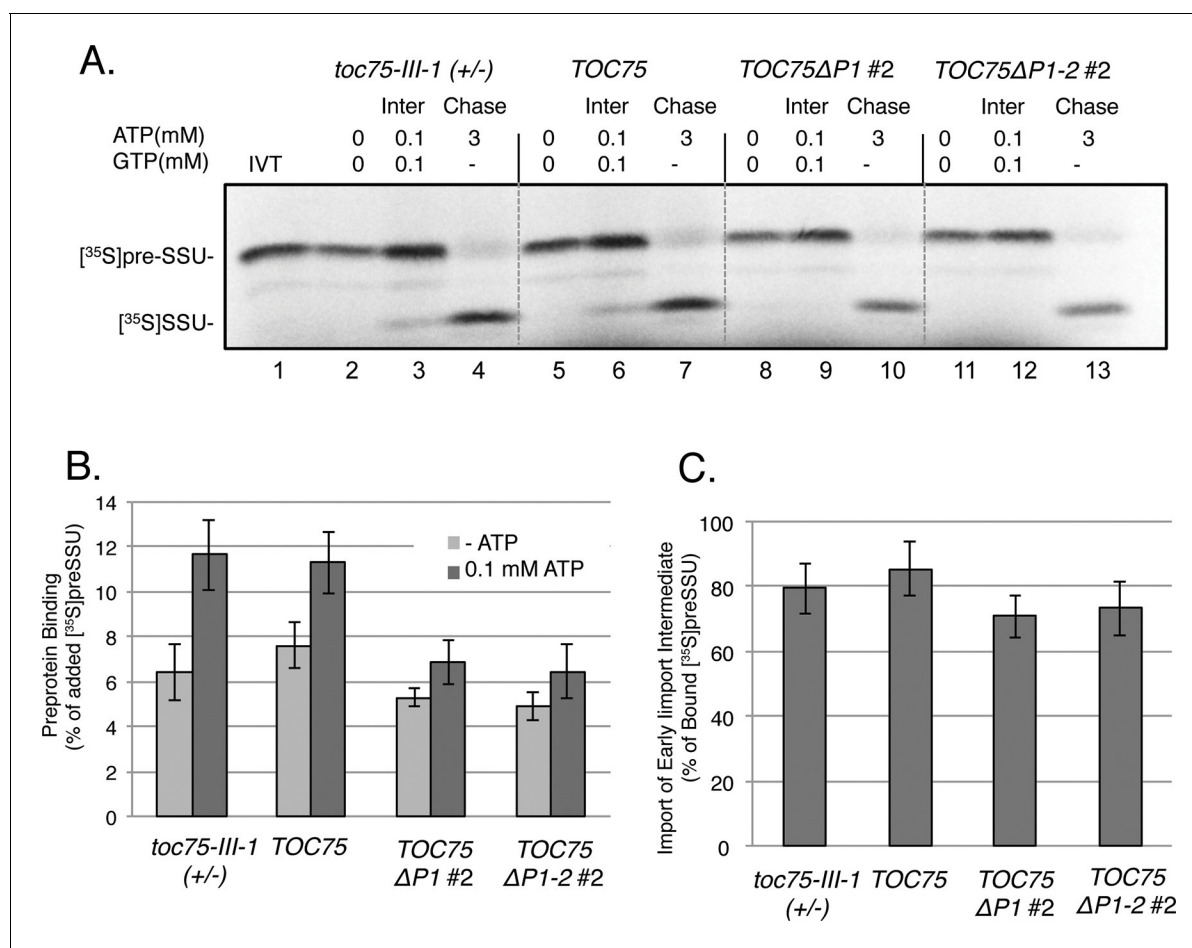 A.
toc75-III-1 (+/-) TOC75 TOC75ΔP1 #2 TOC75ΔP1-2 #2
Inter Chase Inter Chase Inter Chase Inter Chase
ATP(mM) 0 0.1 3 0 0.1 3 0 0.1 3 0 0.1 3
GTP(mM) IVT 0 0.1 - 0 0.1 - 0 0.1 - 0 0.1 -
[³⁵S]pre-SSU-
[³⁵S]SSU-
1 2 3 4 5 6 7 8 9 10 11 12 13
B.
Preprotein Binding
(% of added [³⁵S]preSSU)
14
12
10
8
6
4
2
0
- ATP
0.1 mM ATP
toc75-III-1
(+/-)
TOC75
TOC75
ΔP1 #2
TOC75
ΔP1-2 #2
C.
Import of Early Iimport Intermediate
(% of Bound [³⁵S]preSSU)
100
80
60
40
20
0
toc75-III-1
(+/-)
TOC75
TOC75
ΔP1 #2
TOC75
ΔP1-2 #2